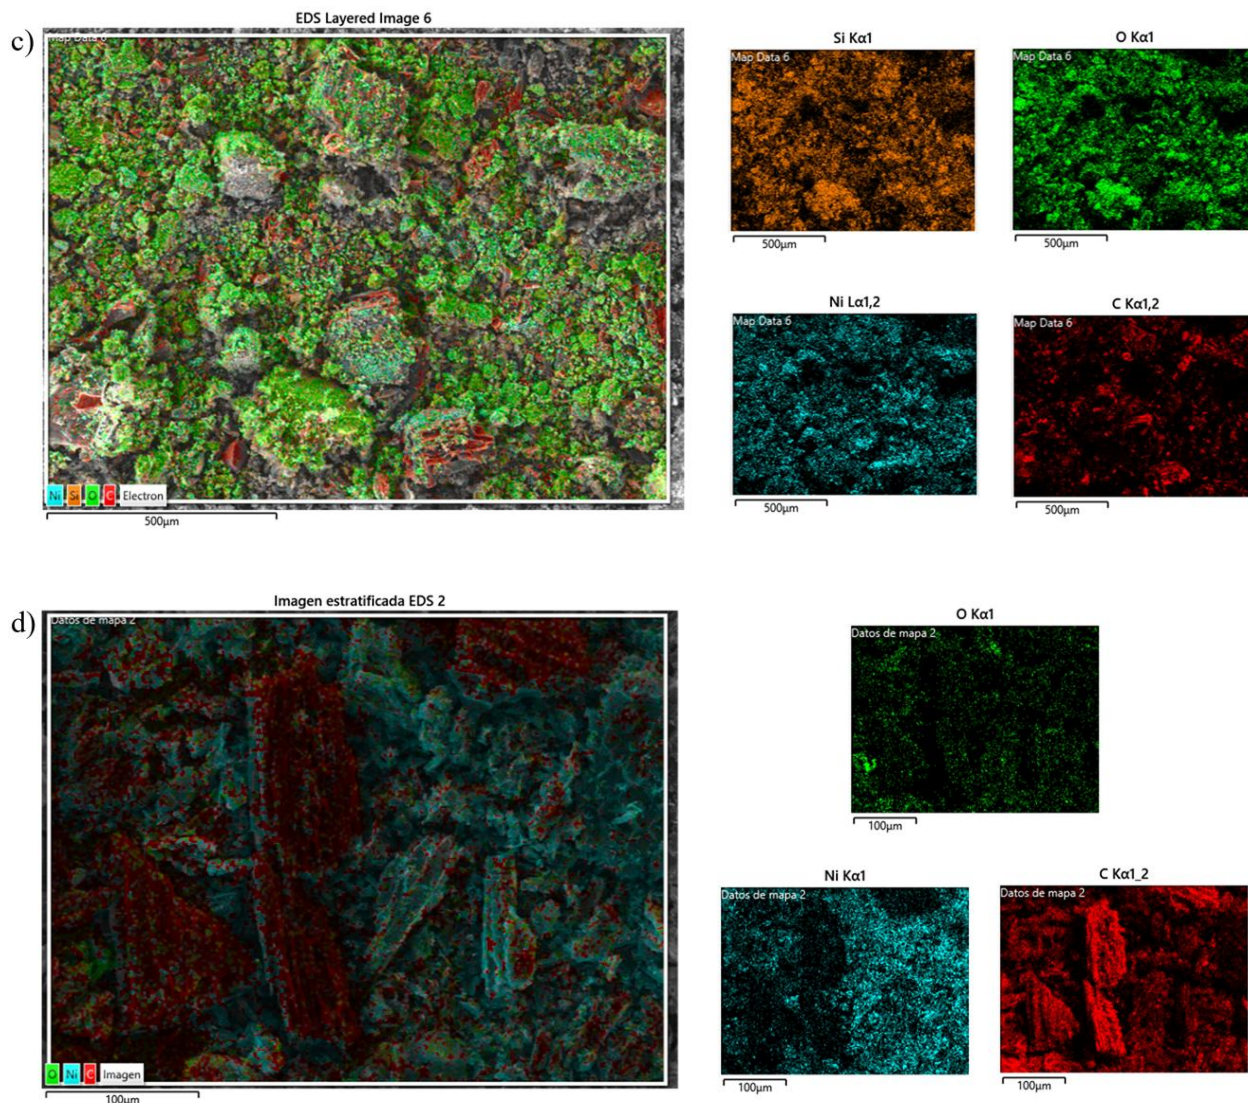 c)
EDS Layered Image 6
Map Data 6
Ni Si O C Electron
500µm
Si Kα1
Map Data 6
500µm
O Kα1
Map Data 6
500µm
Ni Lα1,2
Map Data 6
500µm
C Kα1,2
Map Data 6
500µm
d)
Imagen estratificada EDS 2
Datos de mapa 2
O Ni C Imagen
100µm
O Kα1
Datos de mapa 2
100µm
Ni Kα1
Datos de mapa 2
100µm
C Kα1_2
Datos de mapa 2
100µm